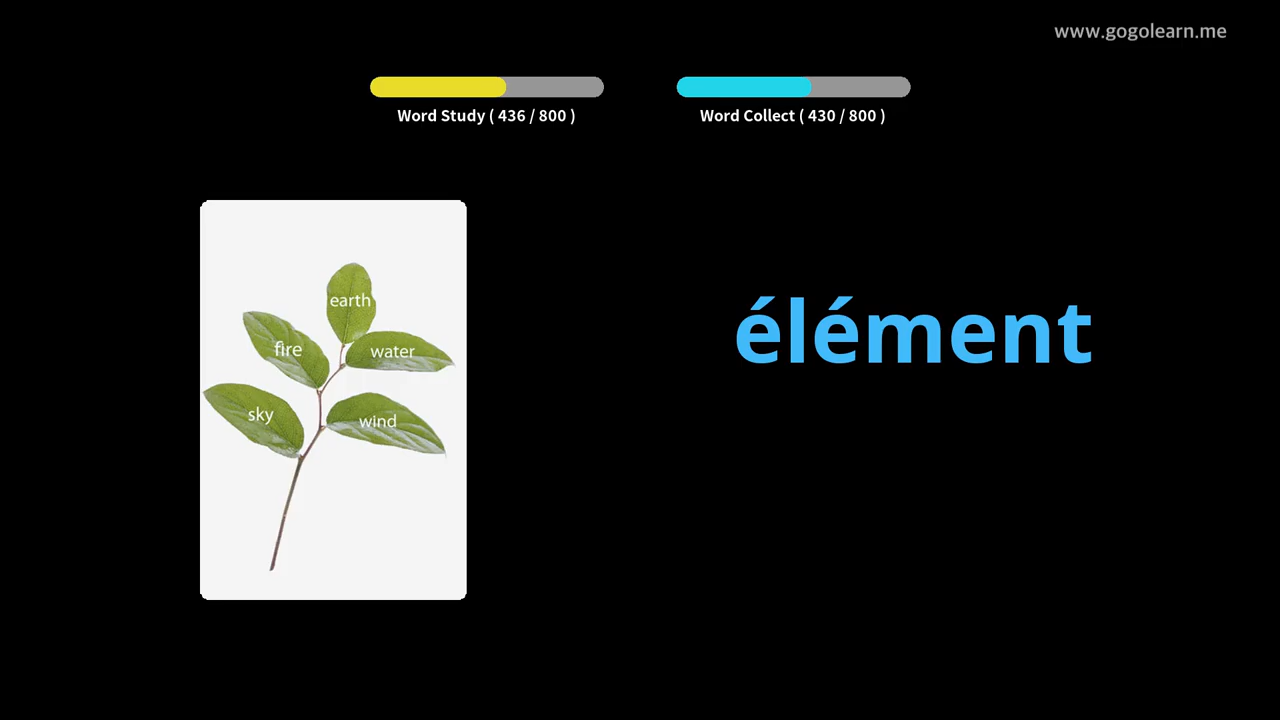 www.gogolearn.me
Word Study ( 436 / 800 )
Word Collect ( 430 / 800 )
earth
fire
water
sky
wind
élément